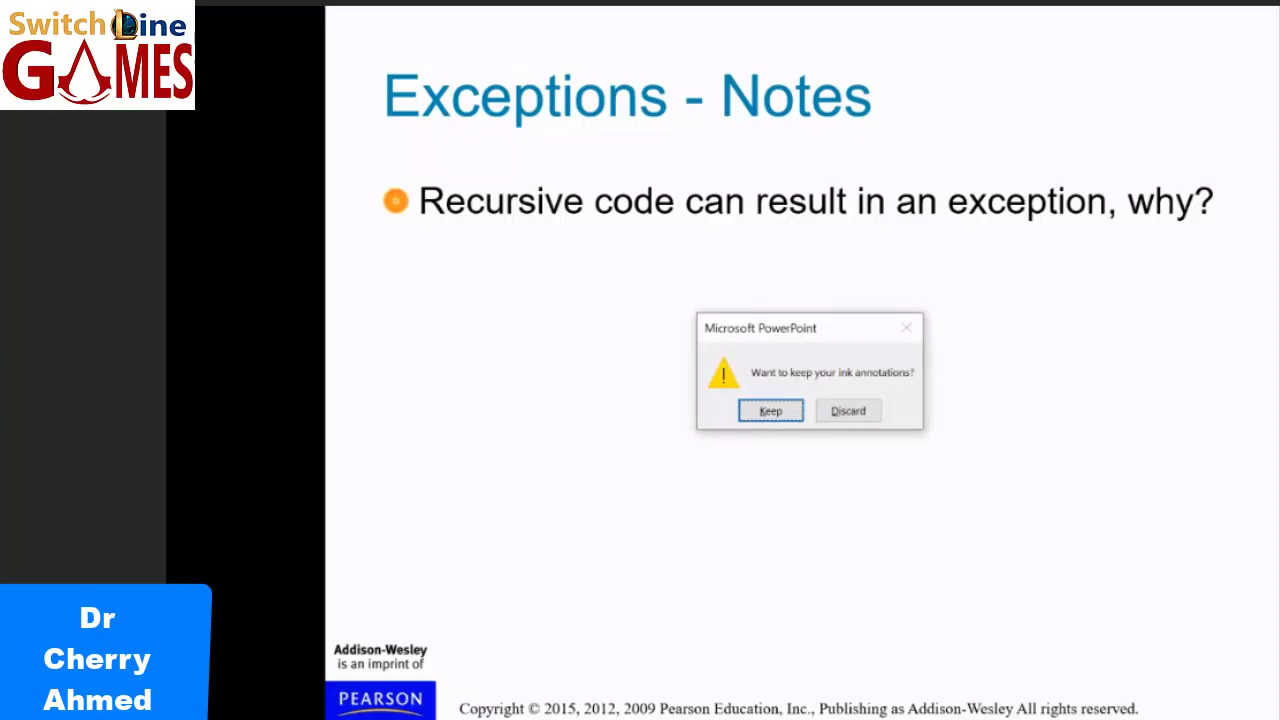 Switch Line
GAMES
Exceptions - Notes
Recursive code can result in an exception, why?
Microsoft PowerPoint
Want to keep your ink annotations?
Keep
Discard
Dr
Cherry
Ahmed
Addison-Wesley
is an imprint of
PEARSON
Copyright © 2015, 2012, 2009 Pearson Education, Inc., Publishing as Addison-Wesley All rights reserved.